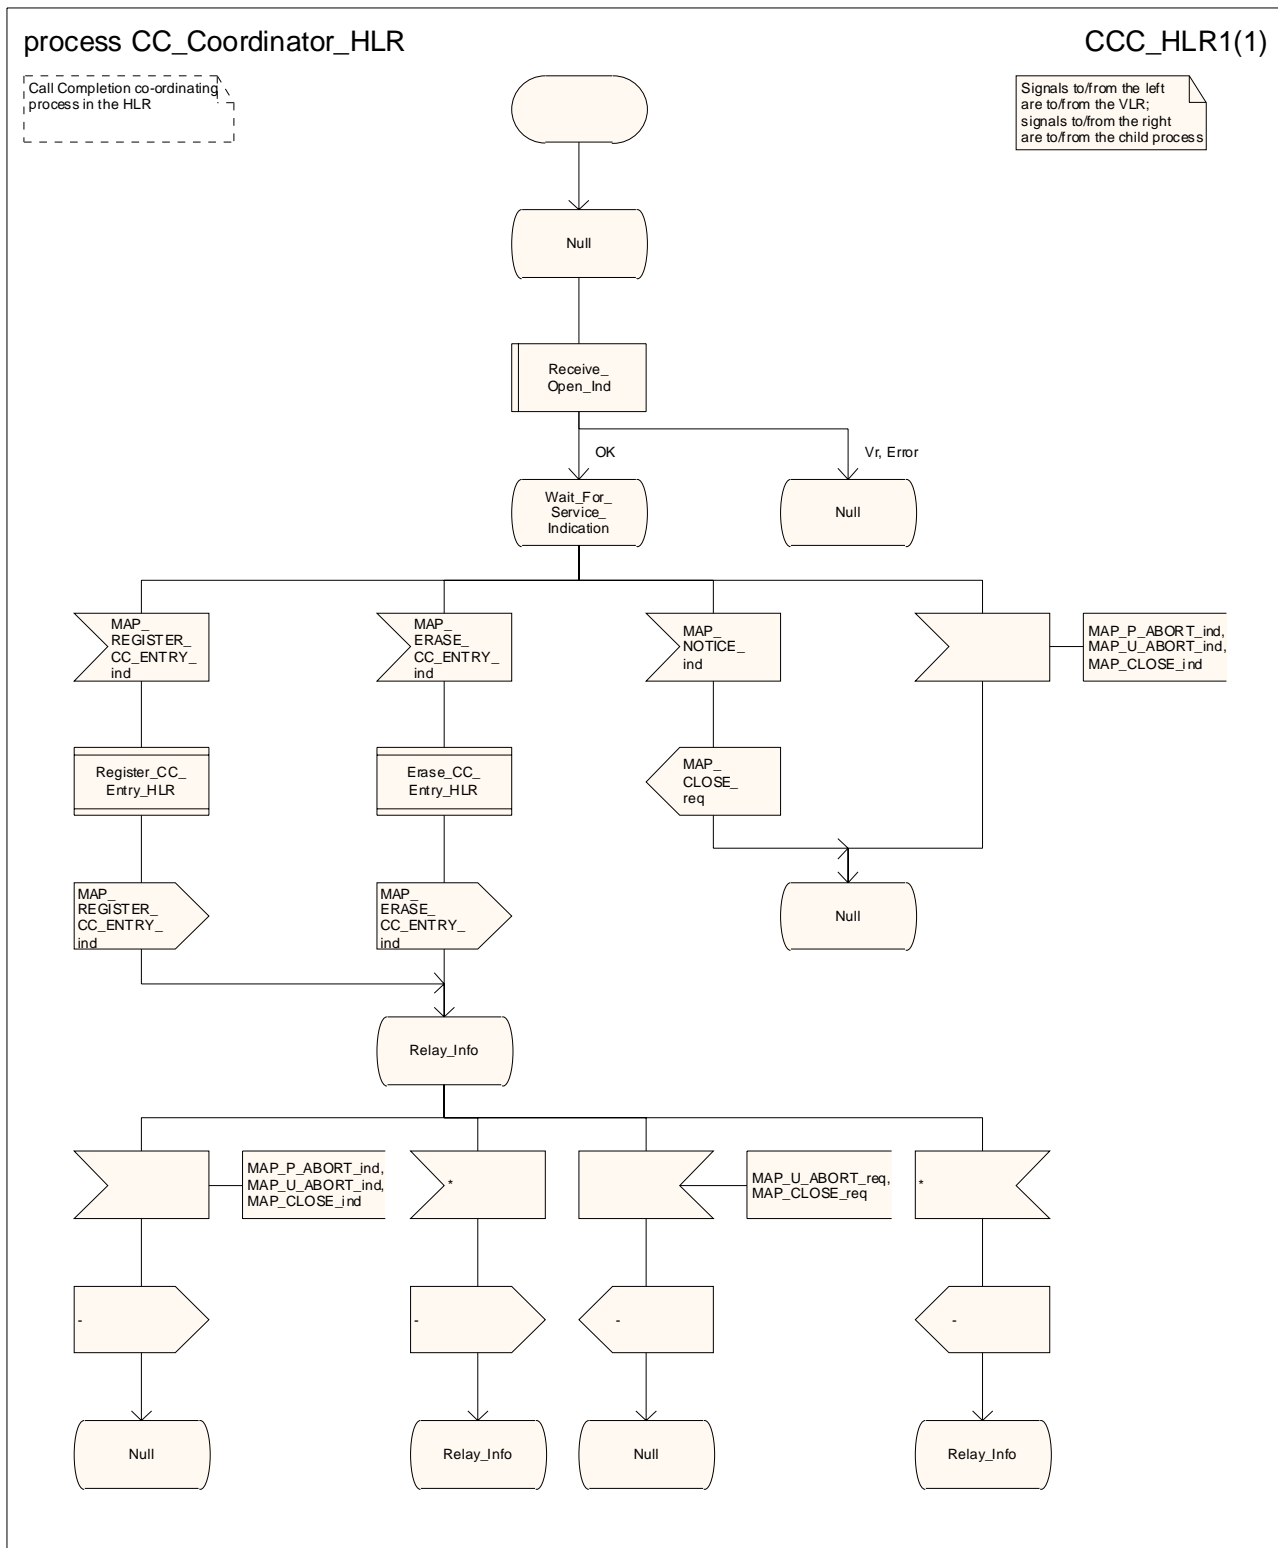 process CC_Coordinator_HLR
CCC_HLR1(1)
Call Completion co-ordinating
process in the HLR
Signals to/from the left
are to/from the VLR;
signals to/from the right
are to/from the child process
Null
Receive_
Open_Ind
OK
Vr, Error
Wait_For_
Service_
Indication
Null
MAP_
REGISTER_
CC_ENTRY_
ind
MAP_
ERASE_
CC_ENTRY_
ind
MAP_
NOTICE_
ind
MAP_P_ABORT_ind,
MAP_U_ABORT_ind,
MAP_CLOSE_ind
Register_CC_
Entry_HLR
Erase_CC_
Entry_HLR
MAP_
CLOSE_
req
MAP_
REGISTER_
CC_ENTRY_
ind
MAP_
ERASE_
CC_ENTRY_
ind
Null
Relay_Info
MAP_P_ABORT_ind,
MAP_U_ABORT_ind,
MAP_CLOSE_ind
*
MAP_U_ABORT_req,
MAP_CLOSE_req
*
-
-
-
-
Null
Relay_Info
Null
Relay_Info